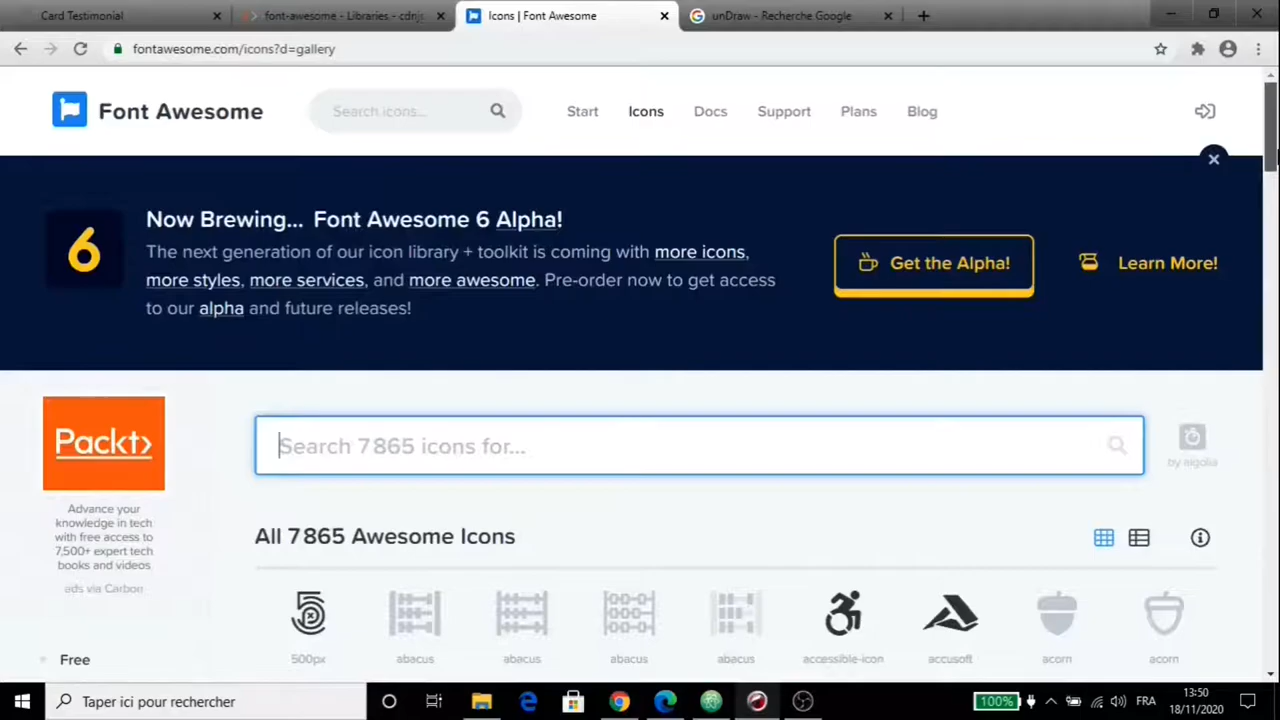 Card Testimonial
font-awesome - Libraries - cdnjs
Icons | Font Awesome
unDraw - Recherche Google
fontawesome.com/icons?d=gallery
Font Awesome
Search icons...
Start
Icons
Docs
Support
Plans
Blog
6
Now Brewing... Font Awesome 6 Alpha!
The next generation of our icon library + toolkit is coming with more icons,
more styles, more services, and more awesome. Pre-order now to get access
to our alpha and future releases!
Get the Alpha!
Learn More!
Packt>
Advance your
knowledge in tech
with free access to
7,500+ expert tech
books and videos
ads via Carbon
Search 7 865 icons for...
by algolia
All 7 865 Awesome Icons
500px
abacus
abacus
abacus
abacus
accessible-icon
accusoft
acorn
acorn
Free
Taper ici pour rechercher
100%
FRA
13:50
18/11/2020